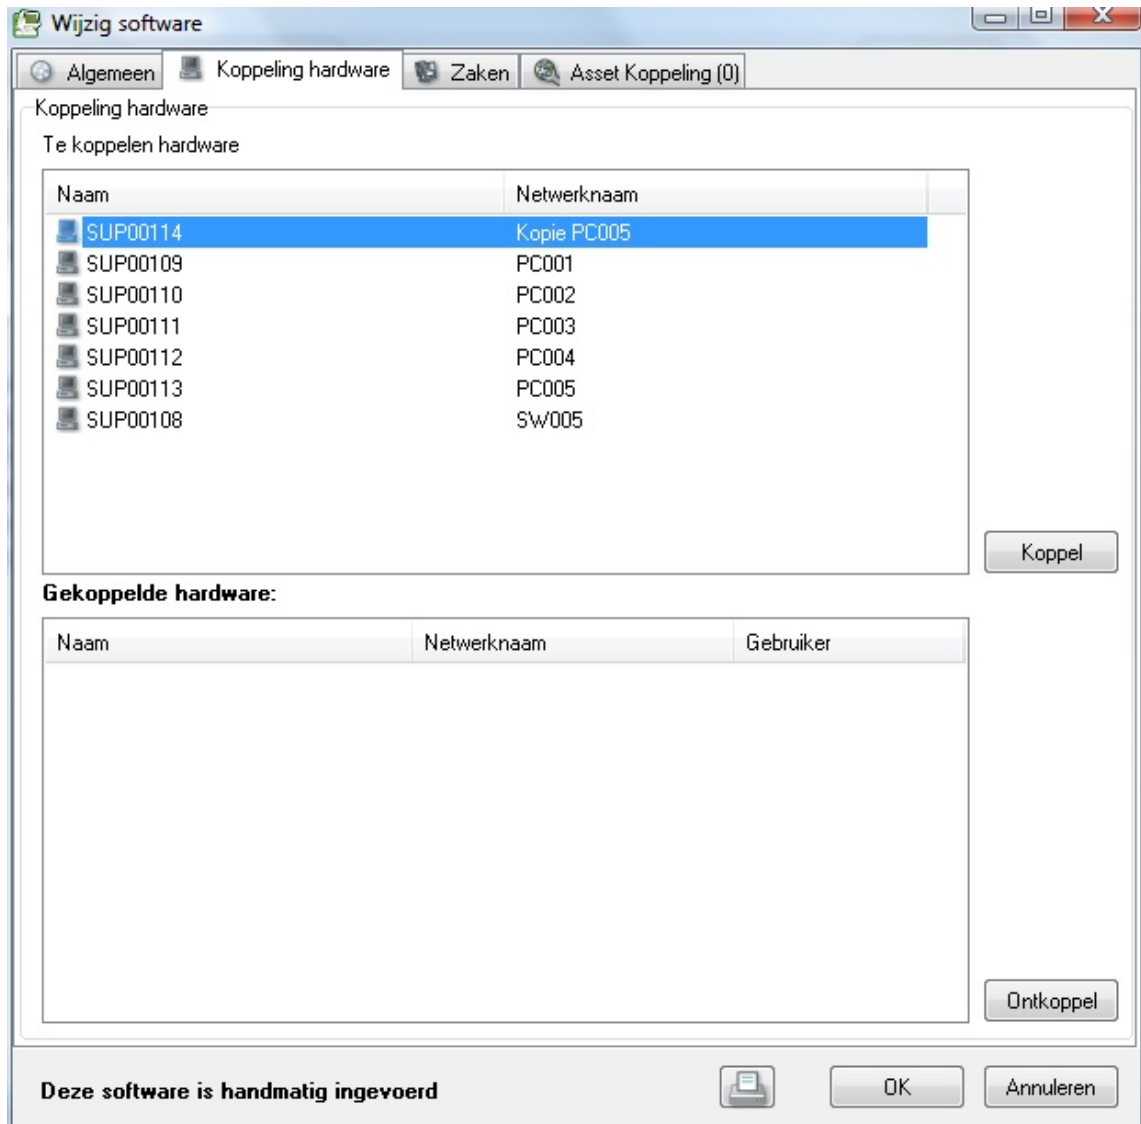 Wijzig software
Algemeen Koppeling hardware Zaken Asset Koppeling (0)
Koppeling hardware
Te koppelen hardware
Naam Netwerknaam
SUP00114 Kopie PC005
SUP00109 PC001
SUP00110 PC002
SUP00111 PC003
SUP00112 PC004
SUP00113 PC005
SUP00108 SW005
Koppel
Gekoppelde hardware:
Naam Netwerknaam Gebruiker
Ontkoppel
Deze software is handmatig ingevoerd OK Annuleren